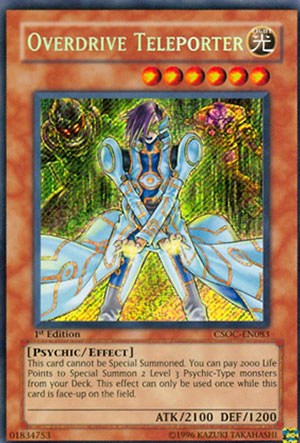 OVERDRIVE TELEPORTER
LIGHT
光
1st Edition
CSOC-EN083
[PSYCHIC/EFFECT]
This card cannot be Special Summoned. You can pay 2000 Life
Points to Special Summon 2 Level 3 Psychic-Type monsters
from your Deck. This effect can only be used once while this
card is face-up on the field.
ATK/2100 DEF/1200
01834753
©1996 KAZUKI TAKAHASHI